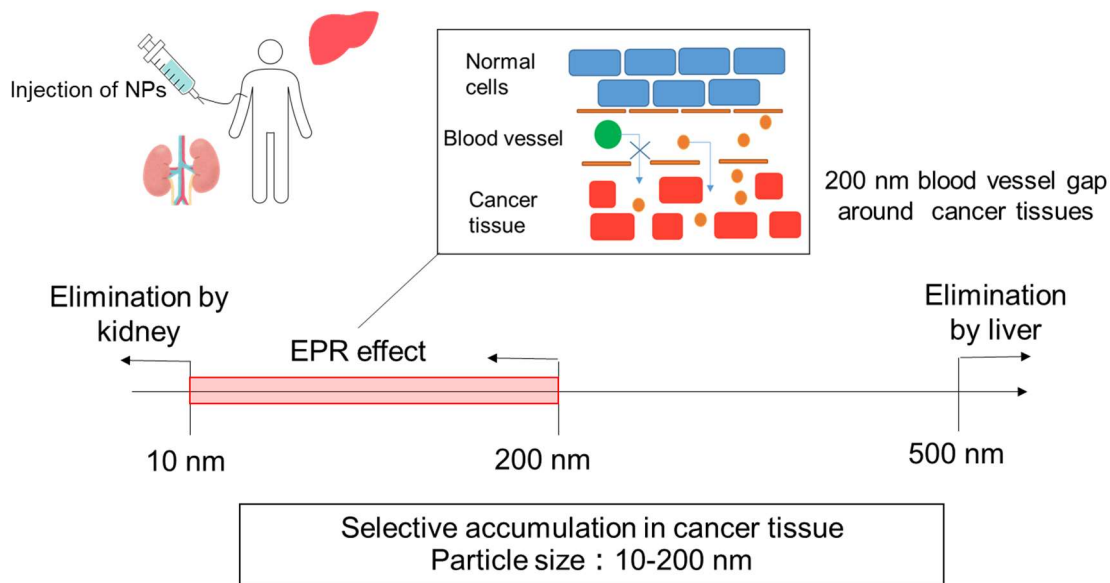 Injection of NPs
Normal
cells
Blood vessel
Cancer
tissue
200 nm blood vessel gap
around cancer tissues
Elimination by
kidney
EPR effect
Elimination
by liver
10 nm
200 nm
500 nm
Selective accumulation in cancer tissue
Particle size：10-200 nm